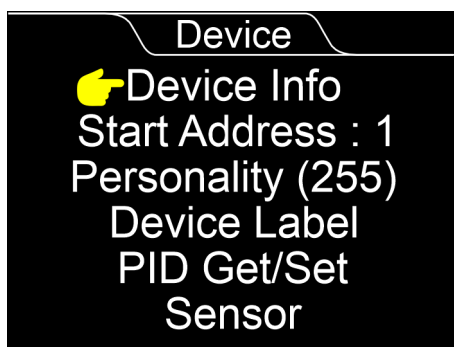 Device
Device Info
Start Address : 1
Personality (255)
Device Label
PID Get/Set
Sensor